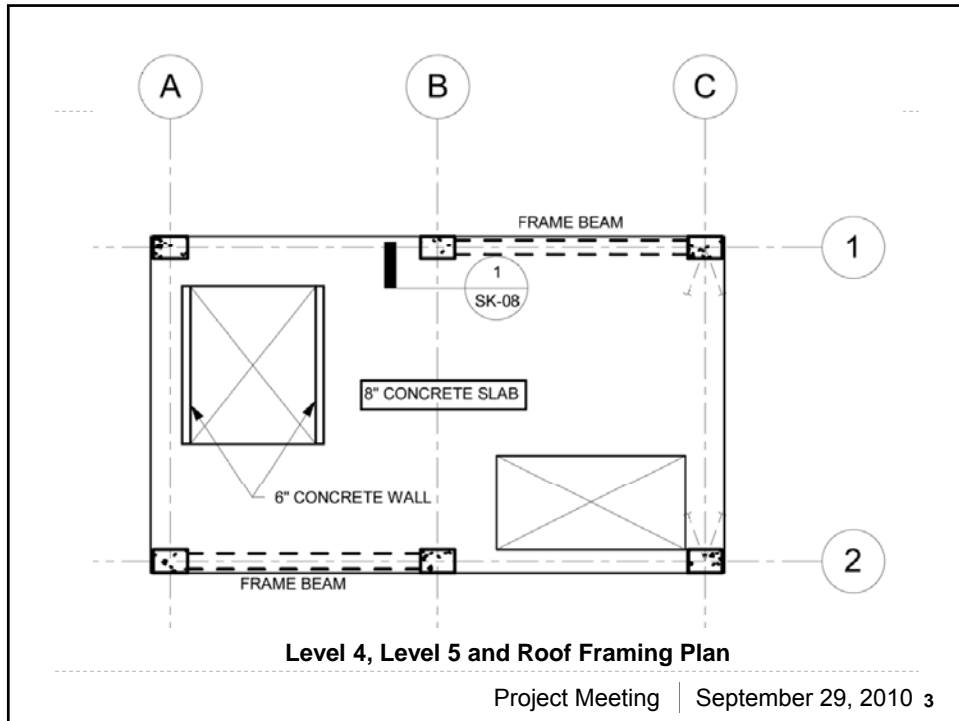 A
B
C
FRAME BEAM
1
1
SK-08
8" CONCRETE SLAB
6" CONCRETE WALL
2
FRAME BEAM
Level 4, Level 5 and Roof Framing Plan
Project Meeting September 29, 2010 3